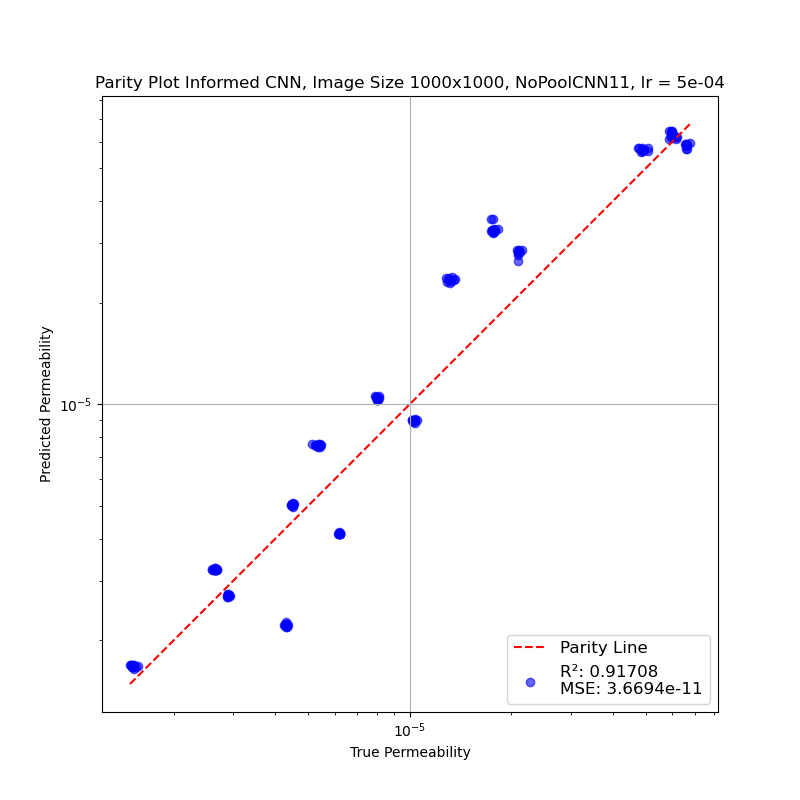 Parity Plot Informed CNN, Image Size 1000x1000, NoPoolCNN11, lr = 5e-04
Predicted Permeability
10⁻⁵
Parity Line
R²: 0.91708
MSE: 3.6694e-11
10⁻⁵
True Permeability